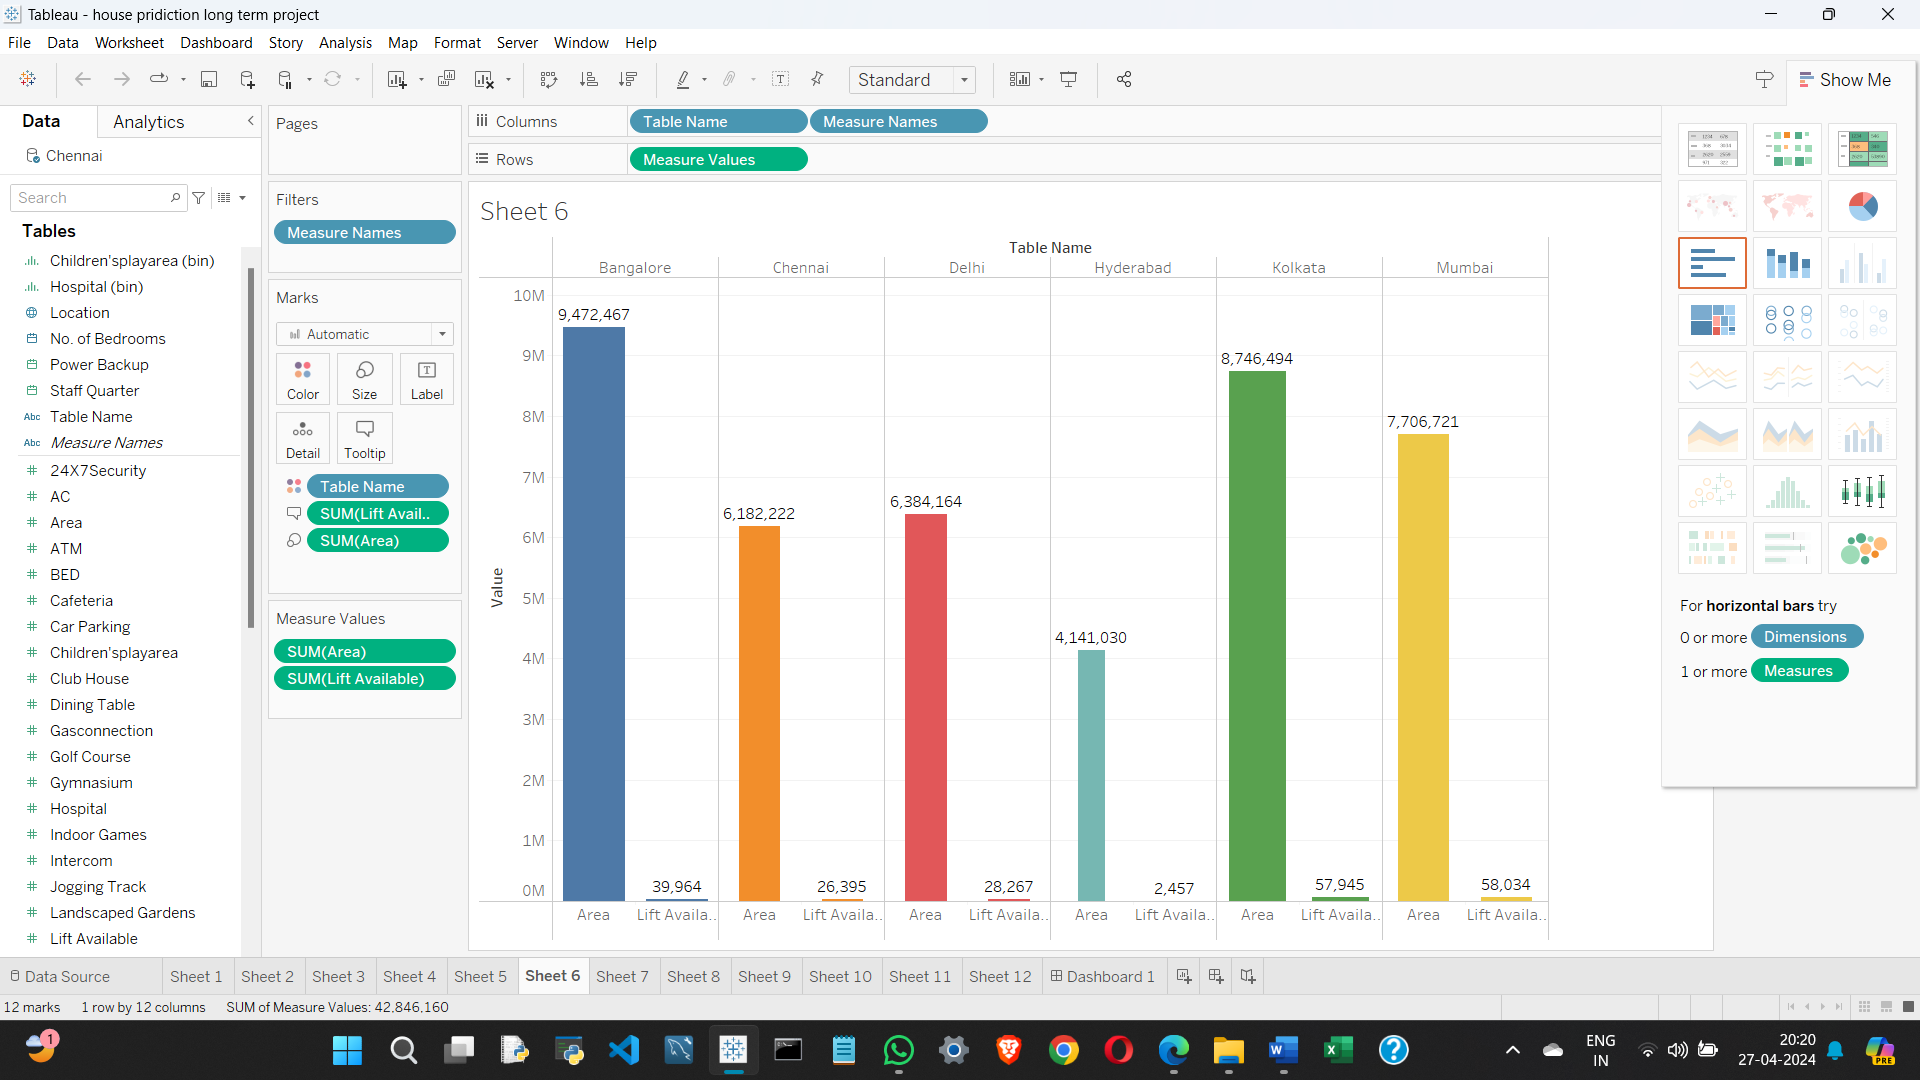 Tableau - house pridiction long term project
File Data Worksheet Dashboard Story Analysis Map Format Server Window Help
Standard
Show Me
Data Analytics
Chennai
Search
Tables
Children'splayarea (bin)
Hospital (bin)
Location
No. of Bedrooms
Power Backup
Staff Quarter
Abc Table Name
Abc Measure Names
24X7Security
AC
Area
ATM
BED
Cafeteria
Car Parking
Children'splayarea
Club House
Dining Table
Gasconnection
Golf Course
Gymnasium
Hospital
Indoor Games
Intercom
Jogging Track
Landscaped Gardens
Lift Available
Pages
Filters
Measure Names
Marks
Automatic
Color Size Label
Detail Tooltip
Table Name
SUM(Lift Avail..
SUM(Area)
Measure Values
SUM(Area)
SUM(Lift Available)
Columns Table Name Measure Names
Rows Measure Values
Sheet 6
Table Name
Bangalore Chennai Delhi Hyderabad Kolkata Mumbai
Value
10M
9M
8M
7M
6M
5M
4M
3M
2M
1M
0M
9,472,467
39,964
6,182,222
26,395
6,384,164
28,267
4,141,030
2,457
8,746,494
57,945
7,706,721
58,034
Area Lift Availa.. Area Lift Availa.. Area Lift Availa.. Area Lift Availa.. Area Lift Availa.. Area Lift Availa..
For horizontal bars try
0 or more Dimensions
1 or more Measures
Data Source Sheet 1 Sheet 2 Sheet 3 Sheet 4 Sheet 5 Sheet 6 Sheet 7 Sheet 8 Sheet 9 Sheet 10 Sheet 11 Sheet 12 Dashboard 1
12 marks 1 row by 12 columns SUM of Measure Values: 42,846,160
1
ENG
IN
20:20
27-04-2024
PRE